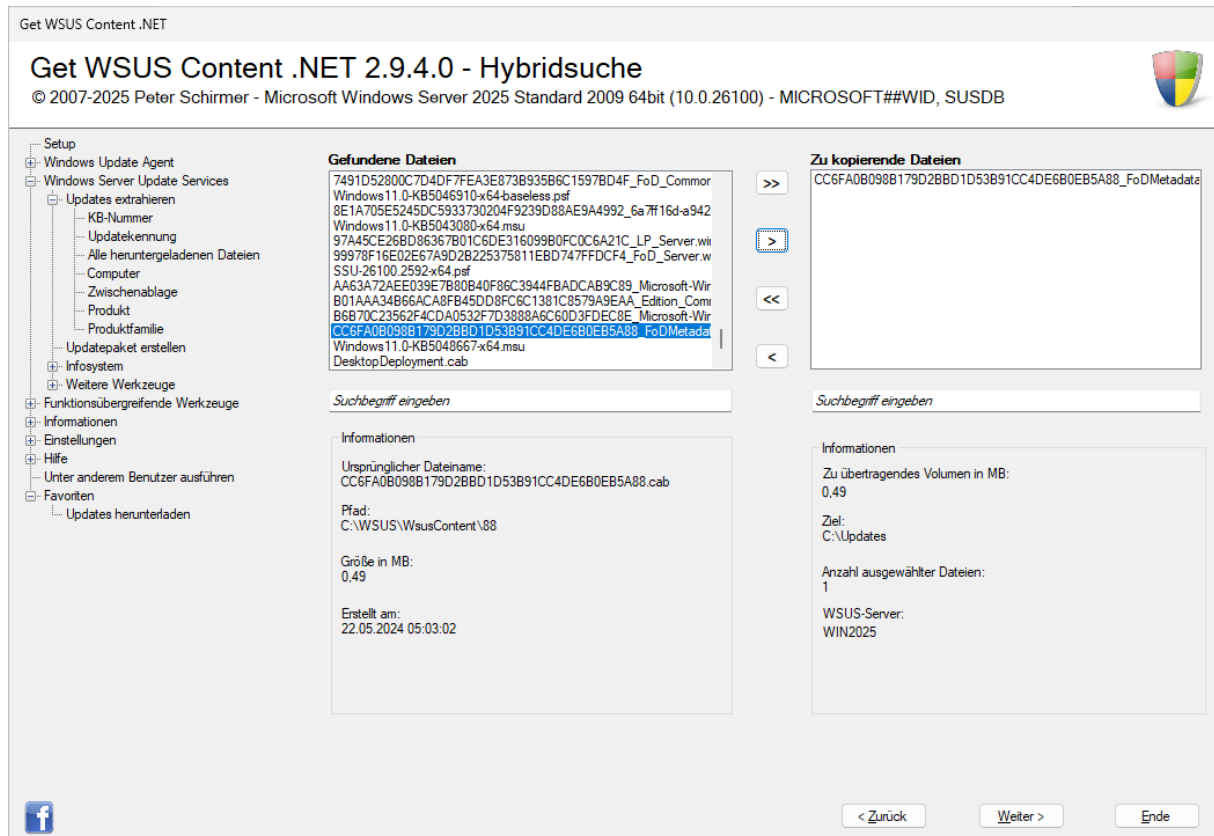 Get WSUS Content .NET
Get WSUS Content .NET 2.9.4.0 - Hybridsuche
© 2007-2025 Peter Schirmer - Microsoft Windows Server 2025 Standard 2009 64bit (10.0.26100) - MICROSOFT##WID, SUSDB
Setup
Windows Update Agent
Windows Server Update Services
Updates extrahieren
KB-Nummer
Updatekennung
Alle heruntergeladenen Dateien
Computer
Zwischenablage
Produkt
Produktfamilie
Updatepaket erstellen
Infosystem
Weitere Werkzeuge
Funktionsübergreifende Werkzeuge
Informationen
Einstellungen
Hilfe
Unter anderem Benutzer ausführen
Favoriten
Updates herunterladen
Gefundene Dateien
7491D52800C7D4DF7FEA3E873B935B6C1597BD4F_FoD_Common
Windows11.0-KB5046910-x64-baseless.psf
8E1A705E5245DC5933730204F9239D88AE9A4992_6a7ff16d-a942
Windows11.0-KB5043080-x64.msu
97A45CE26BD86367B01C6DE316099B0FC0C6A21C_LP_Server.wi
99978F16E02E67A9D2B225375811EBD747FFDCF4_FoD_Server.w
SSU-26100.2592-x64.psf
AA63A72AEE039E7B80B40F86C3944FBADCAB9C89_Microsoft-Wi
B01AAA34B66ACA8FB45DD8FC6C1381C8579A9EAA_Edition_Com
B6B70C23562F4CDA0532F7D3888A6C60D3FDEC8E_Microsoft-Wi
CC6FA0B098B179D2BBD1D53B91CC4DE6B0EB5A88_FoDMetadat
Windows11.0-KB5048667-x64.msu
DesktopDeployment.cab
Suchbegriff eingeben
Informationen
Ursprünglicher Dateiname:
CC6FA0B098B179D2BBD1D53B91CC4DE6B0EB5A88.cab
Pfad:
C:\WSUS\WsusContent\88
Größe in MB:
0,49
Erstellt am:
22.05.2024 05:03:02
>>
>
<<
<
Zu kopierende Dateien
CC6FA0B098B179D2BBD1D53B91CC4DE6B0EB5A88_FoDMetadata
Suchbegriff eingeben
Informationen
Zu übertragendes Volumen in MB:
0,49
Ziel:
C:\Updates
Anzahl ausgewählter Dateien:
1
WSUS-Server:
WIN2025
< Zurück
Weiter >
Ende